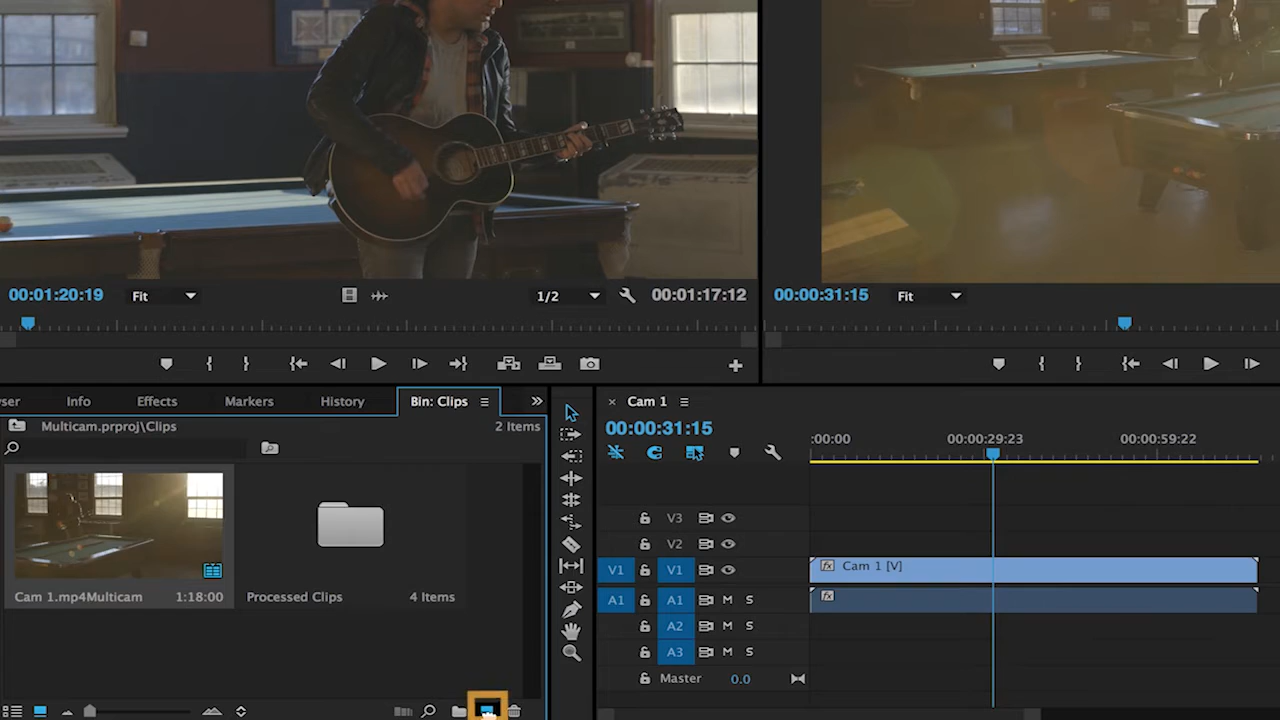 00:01:20:19 Fit 1/2 00:01:17:12
00:00:31:15 Fit
ser Info Effects Markers History Bin: Clips
Multicam.prproj\Clips 2 Items
Cam 1.mp4Multicam 1:18:00
Processed Clips 4 Items
× Cam 1
00:00:31:15
:00:00 00:00:29:23 00:00:59:22
V3
V2
V1 V1 fx Cam 1 [V]
A1 A1 M S fx
A2 M S
A3 M S
Master 0.0